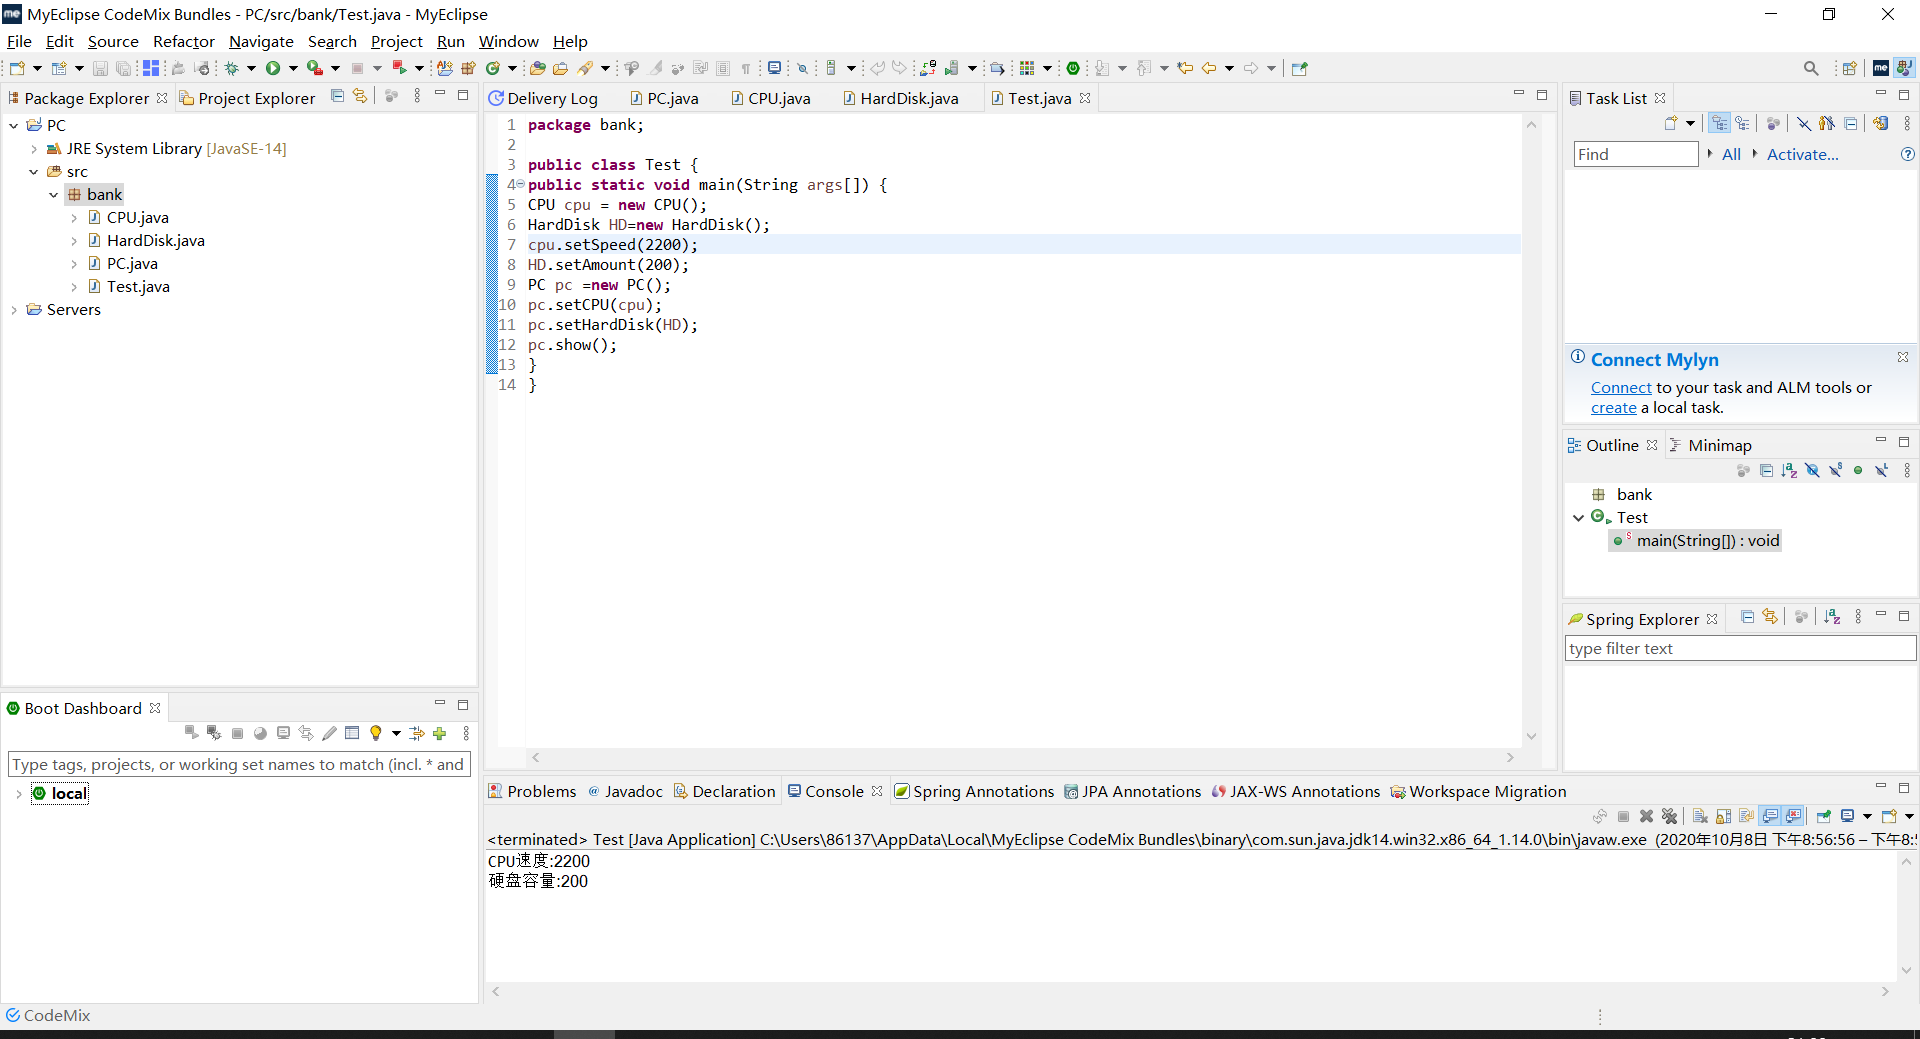 MyEclipse CodeMix Bundles - PC/src/bank/Test.java - MyEclipse
File Edit Source Refactor Navigate Search Project Run Window Help
Package Explorer Project Explorer
PC
JRE System Library [JavaSE-14]
src
bank
CPU.java
HardDisk.java
PC.java
Test.java
Servers
Boot Dashboard
Type tags, projects, or working set names to match (incl. * and
local
Delivery Log PC.java CPU.java HardDisk.java Test.java
1 package bank;
2
3 public class Test {
4 public static void main(String args[]) {
5 CPU cpu = new CPU();
6 HardDisk HD=new HardDisk();
7 cpu.setSpeed(2200);
8 HD.setAmount(200);
9 PC pc =new PC();
10 pc.setCPU(cpu);
11 pc.setHardDisk(HD);
12 pc.show();
13 }
14 }
Problems @ Javadoc Declaration Console Spring Annotations JPA Annotations JAX-WS Annotations Workspace Migration
<terminated> Test [Java Application] C:\Users\86137\AppData\Local\MyEclipse CodeMix Bundles\binary\com.sun.java.jdk14.win32.x86_64_1.14.0\bin\javaw.exe (2020年10月8日 下午8:56:56 – 下午8:5
CPU速度:2200
硬盘容量:200
Task List
Find All Activate...
Connect Mylyn
Connect to your task and ALM tools or
create a local task.
Outline Minimap
bank
Test
main(String[]) : void
Spring Explorer
type filter text
CodeMix